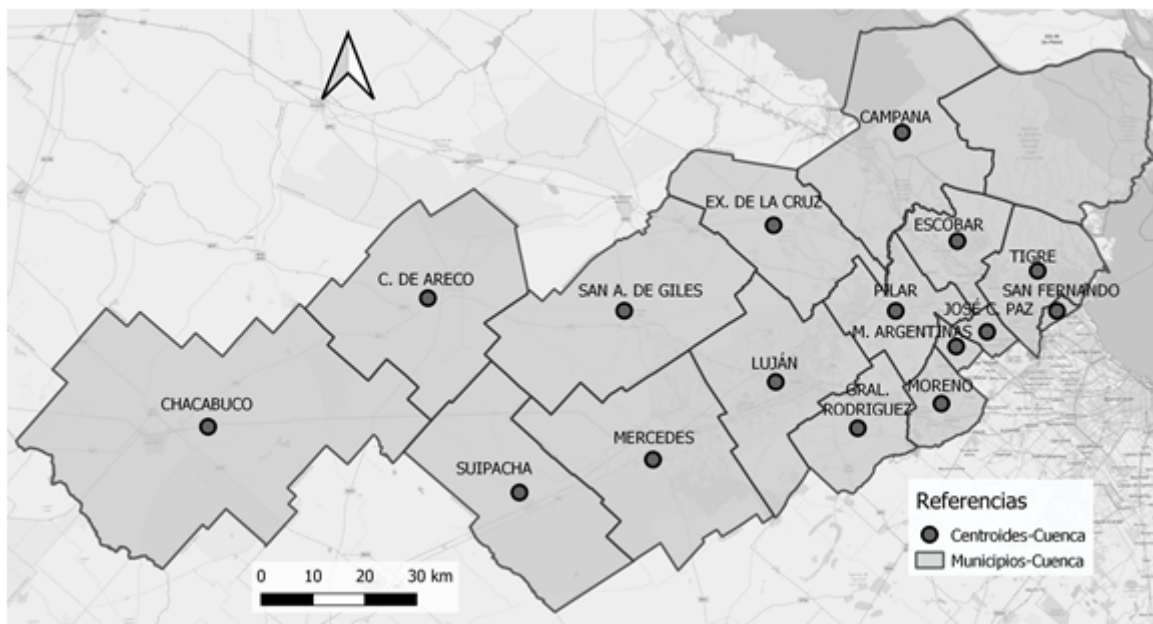 CAMPANA
EX. DE LA CRUZ
ESCOBAR
TIGRE
C. DE ARECO
SAN A. DE GILES
PILAR
SAN FERNANDO
JOSÉ C. PAZ
M. ARGENTINAS
LUJÁN
GRAL.
RODRIGUEZ
MORENO
CHACABUCO
MERCEDES
SUIPACHA
Referencias
Centroides-Cuenca
Municipios-Cuenca
0 10 20 30 km